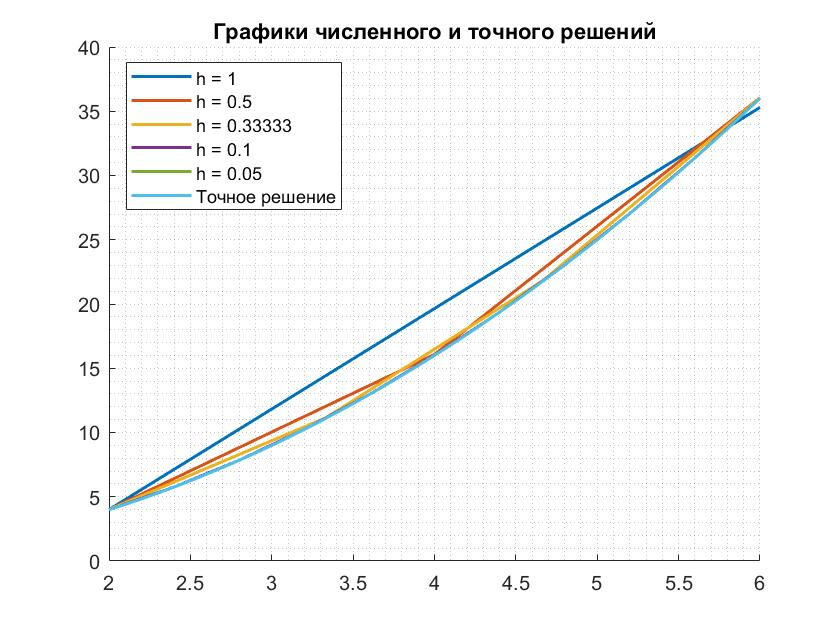 Графики численного и точного решений
40
35
30
25
20
15
10
5
0
h = 1
h = 0.5
h = 0.33333
h = 0.1
h = 0.05
Точное решение
2 2.5 3 3.5 4 4.5 5 5.5 6